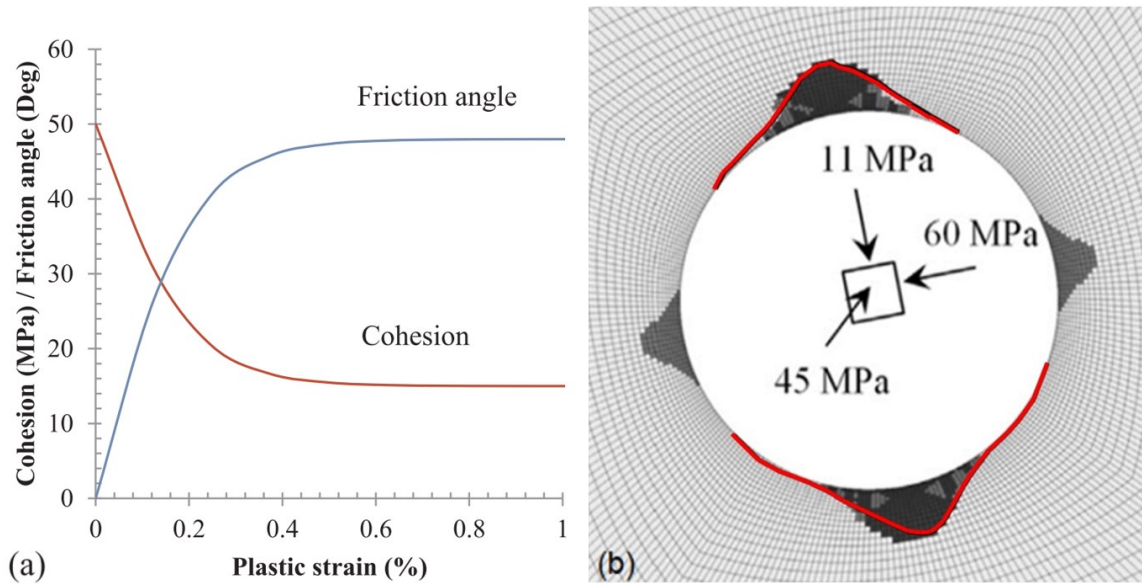 Cohesion (MPa) / Friction angle (Deg)
60
50
40
30
20
10
0
Friction angle
Cohesion
0
0.2
0.4
0.6
0.8
1
Plastic strain (%)
(a)
11 MPa
60 MPa
45 MPa
(b)